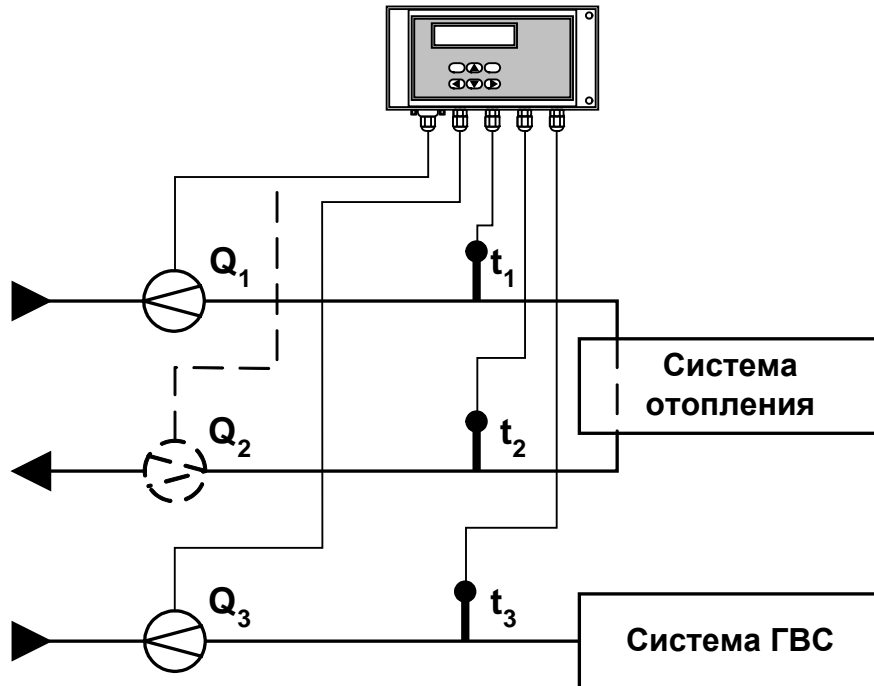 Q1
t1
Система
отопления
Q2
t2
Q3
t3
Система ГВС